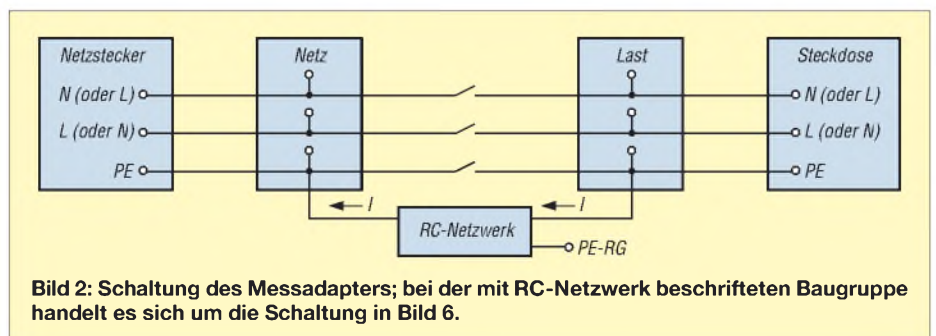 Netzstecker
Netz
Last
Steckdose
N (oder L)
N (oder L)
L (oder N)
L (oder N)
PE
PE
I
I
RC-Netzwerk
PE-RG
Bild 2: Schaltung des Messadapters; bei der mit RC-Netzwerk beschrifteten Baugruppe
handelt es sich um die Schaltung in Bild 6.